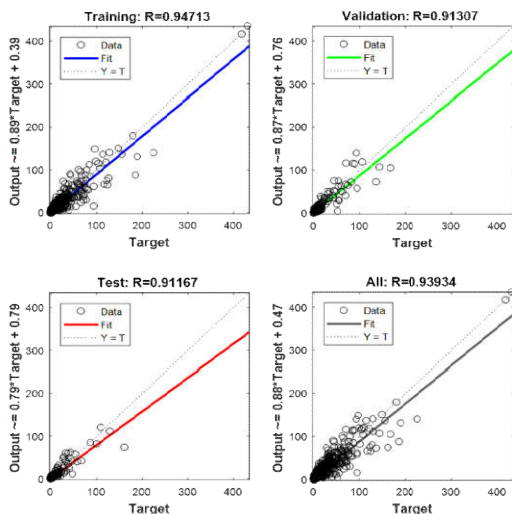 Training: R=0.94713
Output ~= 0.89*Target + 0.39
400
300
200
100
0
Data
Fit
Y = T
0 100 200 300 400
Target
Validation: R=0.91307
Output ~= 0.87*Target + 0.76
400
300
200
100
0
Data
Fit
Y = T
0 100 200 300 400
Target
Test: R=0.91167
Output ~= 0.79*Target + 0.79
400
300
200
100
0
Data
Fit
Y = T
0 100 200 300 400
Target
All: R=0.93934
Output ~= 0.88*Target + 0.47
400
300
200
100
0
Data
Fit
Y = T
0 100 200 300 400
Target